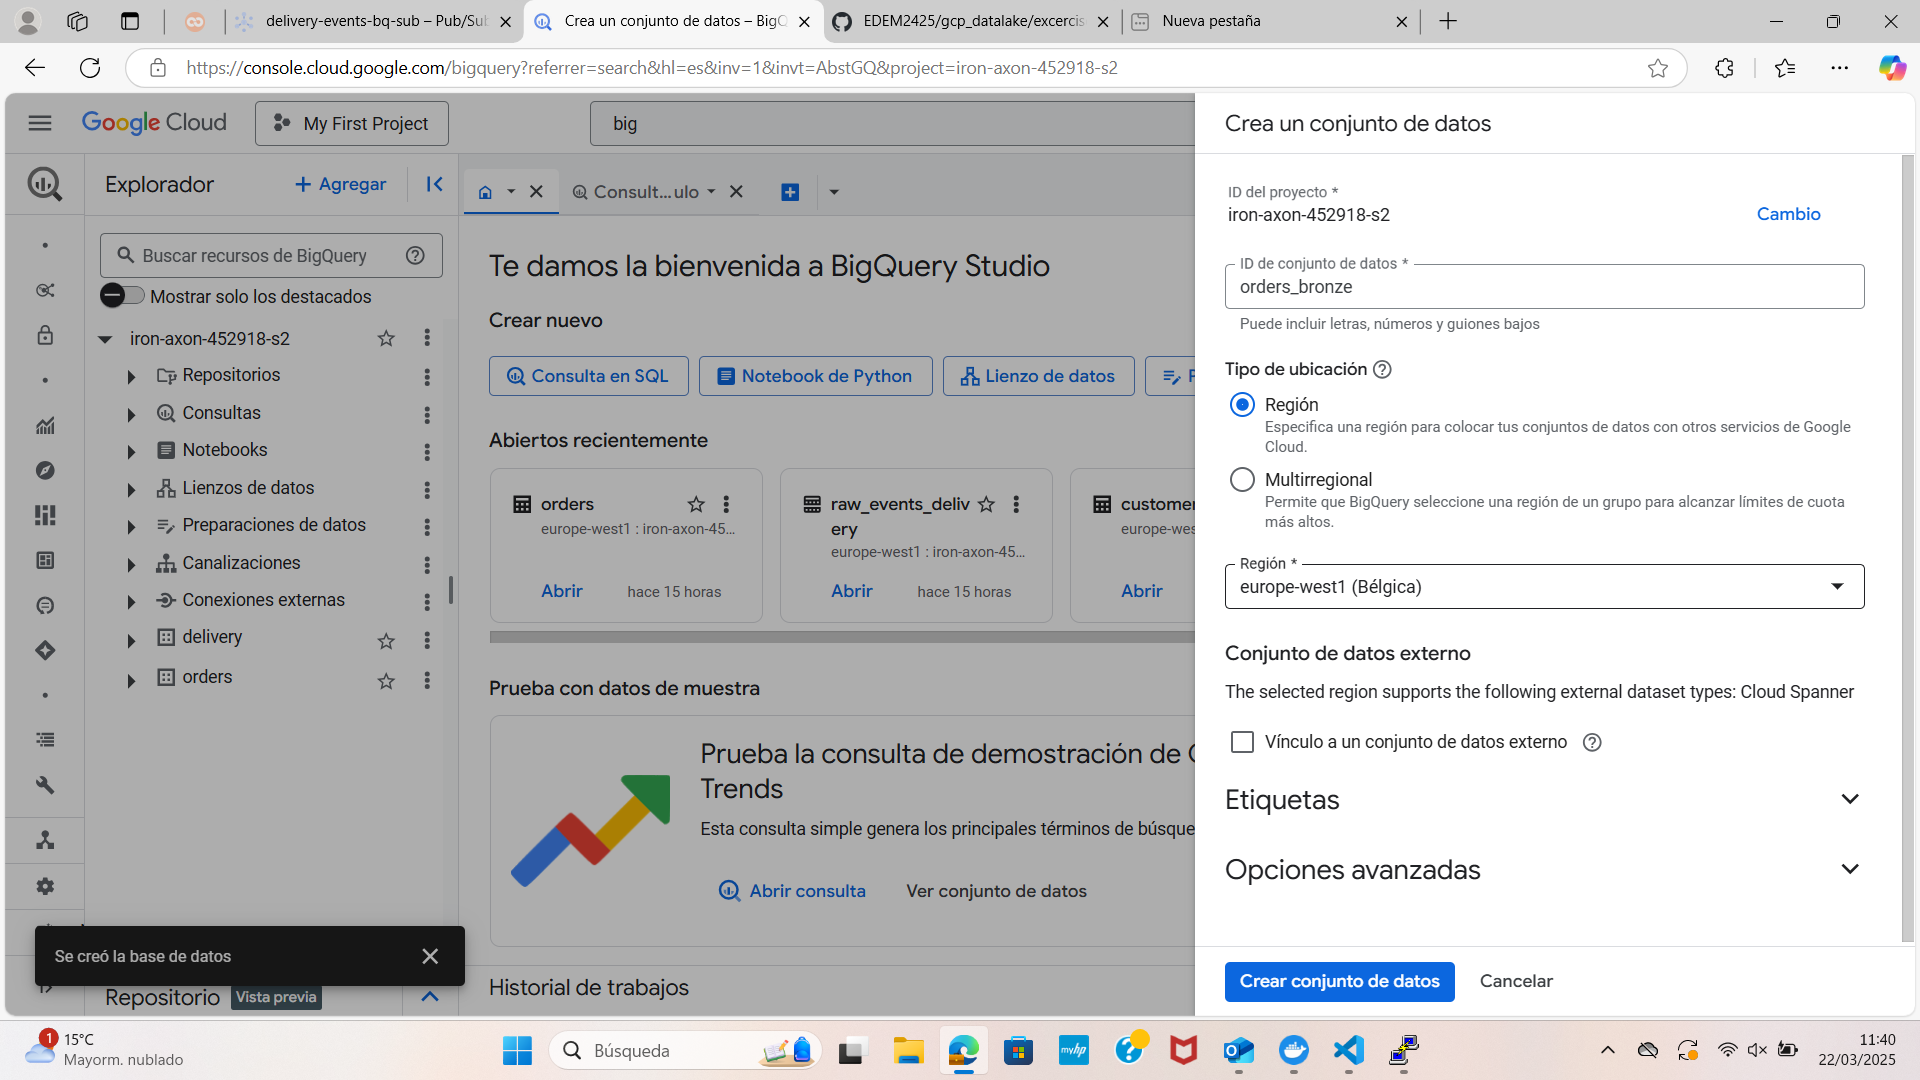 delivery-events-bq-sub – Pub/Sub
Crea un conjunto de datos – BigQ
EDEM2425/gcp_datalake/excercis
Nueva pestaña
https://console.cloud.google.com/bigquery?referrer=search&hl=es&inv=1&invt=AbstGQ&project=iron-axon-452918-s2
Google Cloud
My First Project
big
Explorador
Agregar
Consult...ulo
Buscar recursos de BigQuery
Mostrar solo los destacados
iron-axon-452918-s2
Repositorios
Consultas
Notebooks
Lienzos de datos
Preparaciones de datos
Canalizaciones
Conexiones externas
delivery
orders
Se creó la base de datos
Repositorio
Vista previa
Te damos la bienvenida a BigQuery Studio
Crear nuevo
Consulta en SQL
Notebook de Python
Lienzo de datos
Abiertos recientemente
orders
europe-west1 : iron-axon-45...
Abrir
hace 15 horas
raw_events_deliv
ery
europe-west1 : iron-axon-45...
Abrir
hace 15 horas
customer
europe-wes
Abrir
Prueba con datos de muestra
Prueba la consulta de demostración de G
Trends
Esta consulta simple genera los principales términos de búsque
Abrir consulta
Ver conjunto de datos
Historial de trabajos
Crea un conjunto de datos
ID del proyecto *
iron-axon-452918-s2
Cambio
ID de conjunto de datos *
orders_bronze
Puede incluir letras, números y guiones bajos
Tipo de ubicación
Región
Especifica una región para colocar tus conjuntos de datos con otros servicios de Google
Cloud.
Multirregional
Permite que BigQuery seleccione una región de un grupo para alcanzar límites de cuota
más altos.
Región *
europe-west1 (Bélgica)
Conjunto de datos externo
The selected region supports the following external dataset types: Cloud Spanner
Vínculo a un conjunto de datos externo
Etiquetas
Opciones avanzadas
Crear conjunto de datos
Cancelar
1
15°C
Mayorm. nublado
Búsqueda
myhp
11:40
22/03/2025